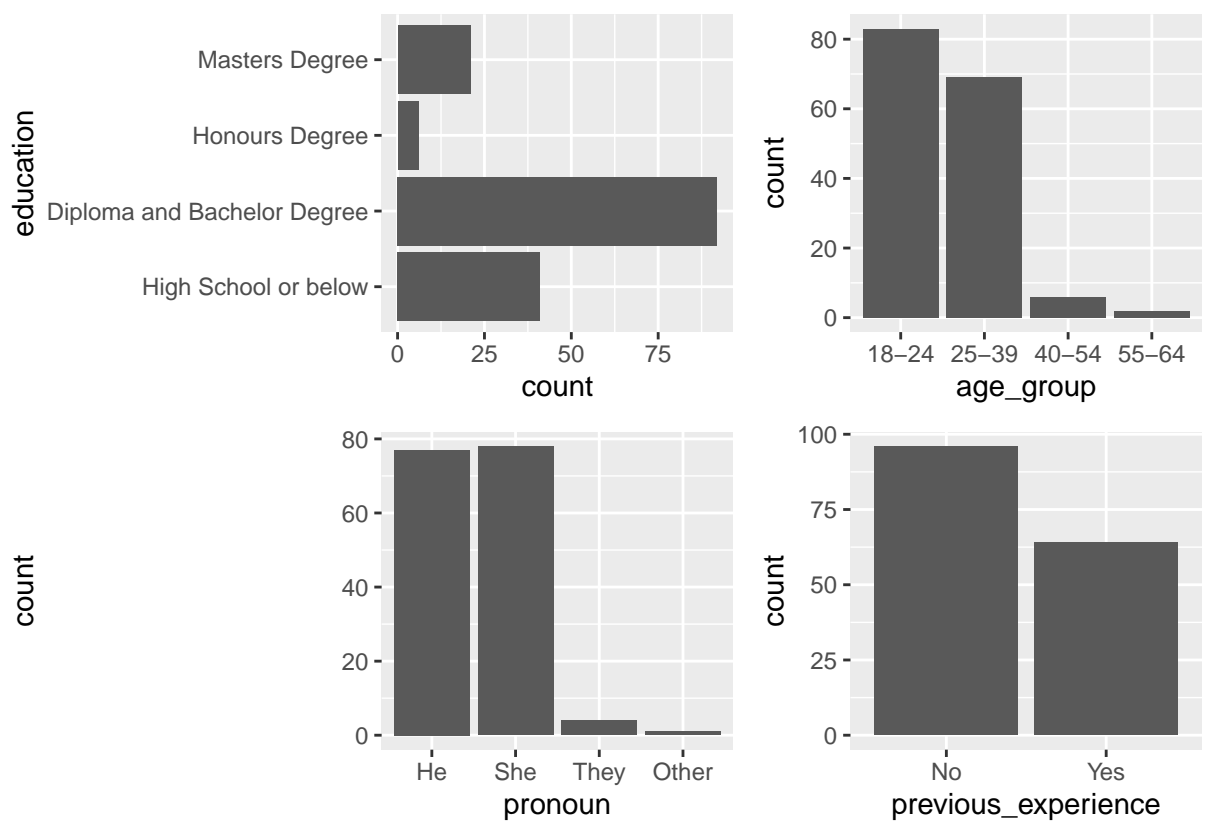 education
Masters Degree
Honours Degree
Diploma and Bachelor Degree
High School or below
0 25 50 75
count
count
80
60
40
20
0
18−24 25−39 40−54 55−64
age_group
count
80
60
40
20
0
He She They Other
pronoun
count
100
75
50
25
0
No Yes
previous_experience